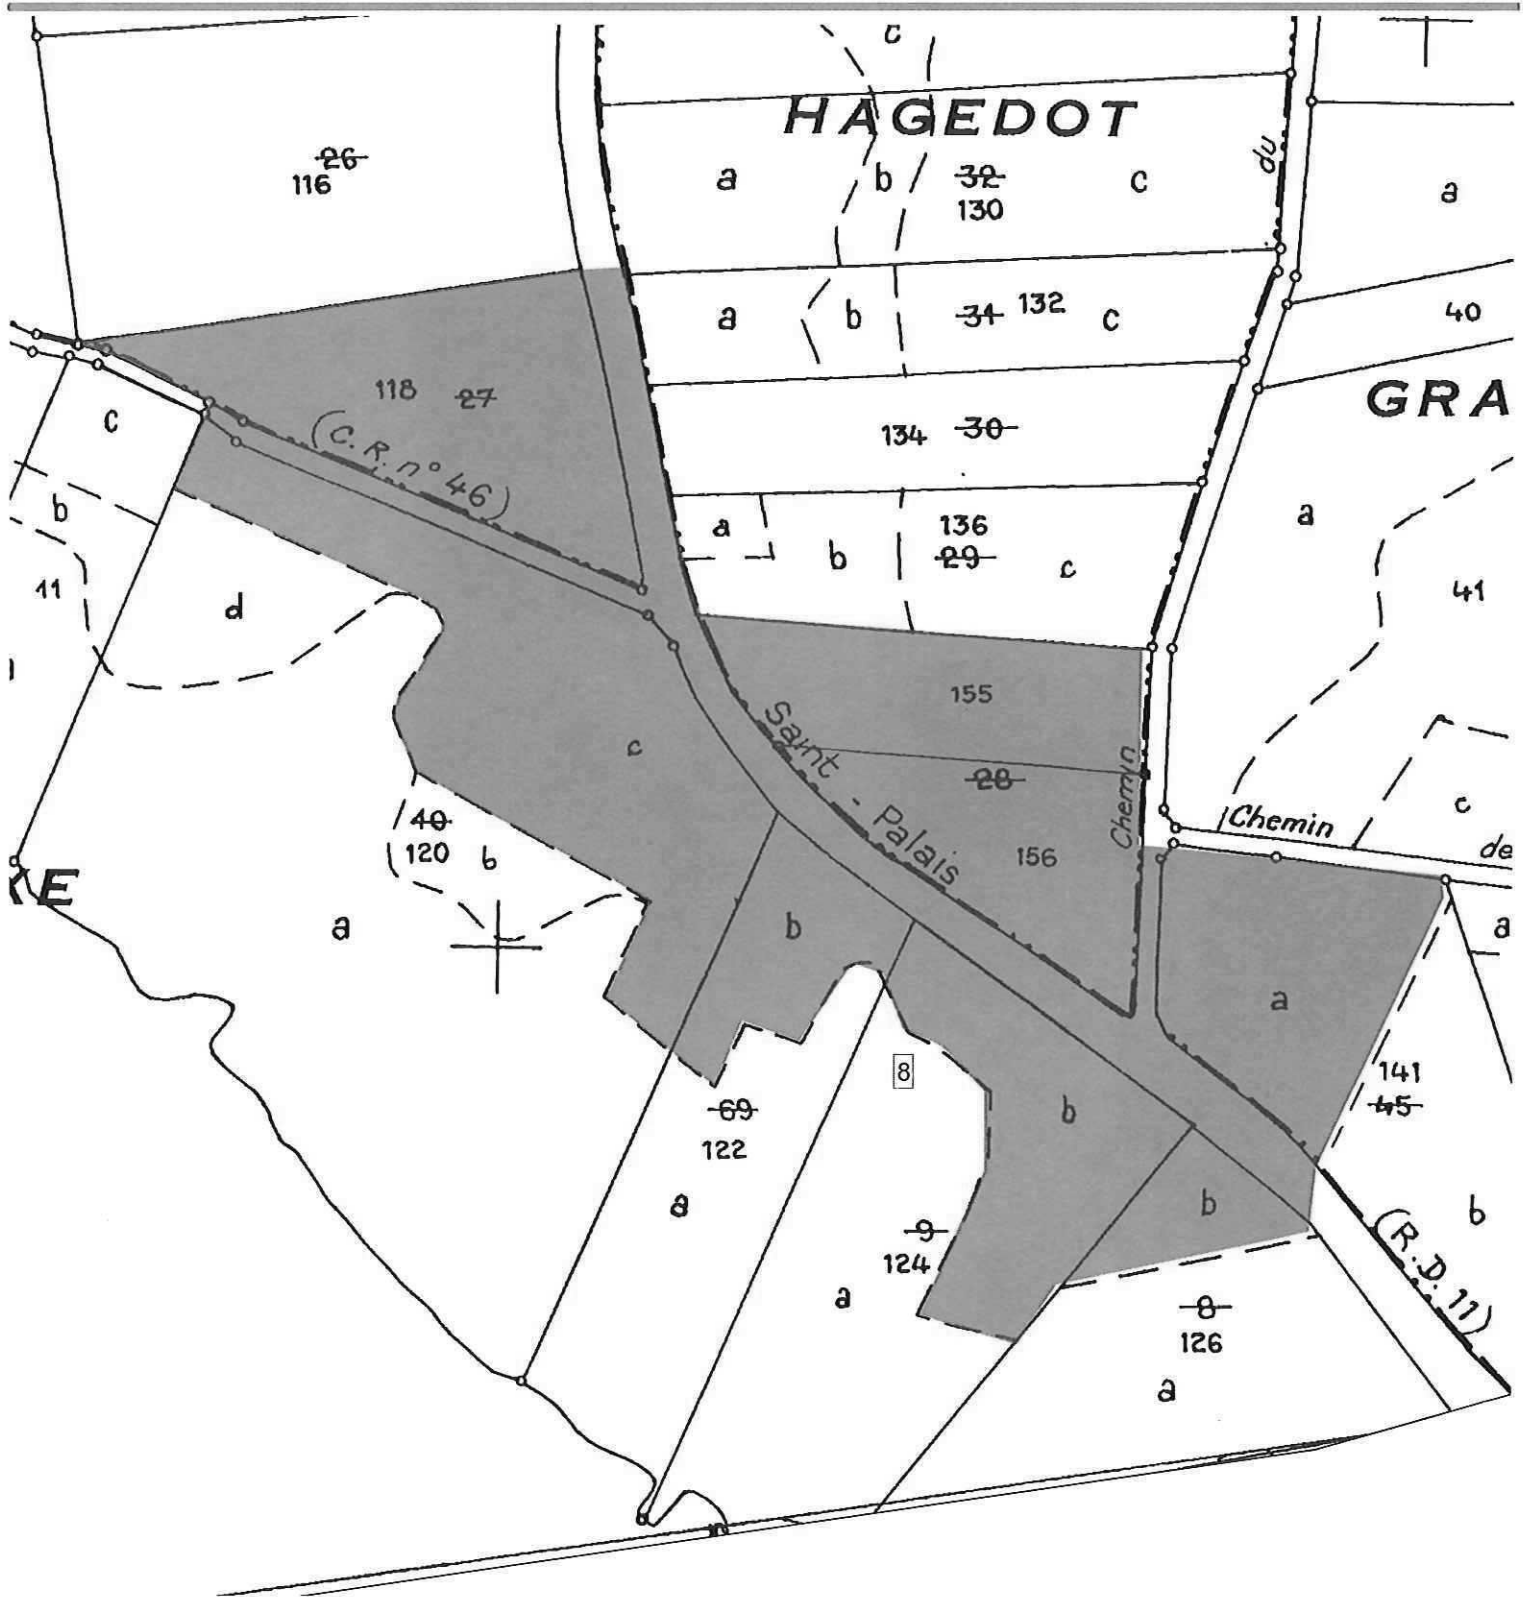 c
HAGEDOT
du
26
116
a
b
32
c
130
a
a
b
31
132
c
40
GRA
118
27
c
(C.R. n° 46)
134
30
b
a
136
29
b
c
a
11
d
41
155
Saint - Palais
c
28
Chemin
156
Chemin
de
c
40
120
b
KE
a
b
a
a
8
141
45
69
122
b
a
b
b
9
124
a
(R.D. 11)
8
126
a